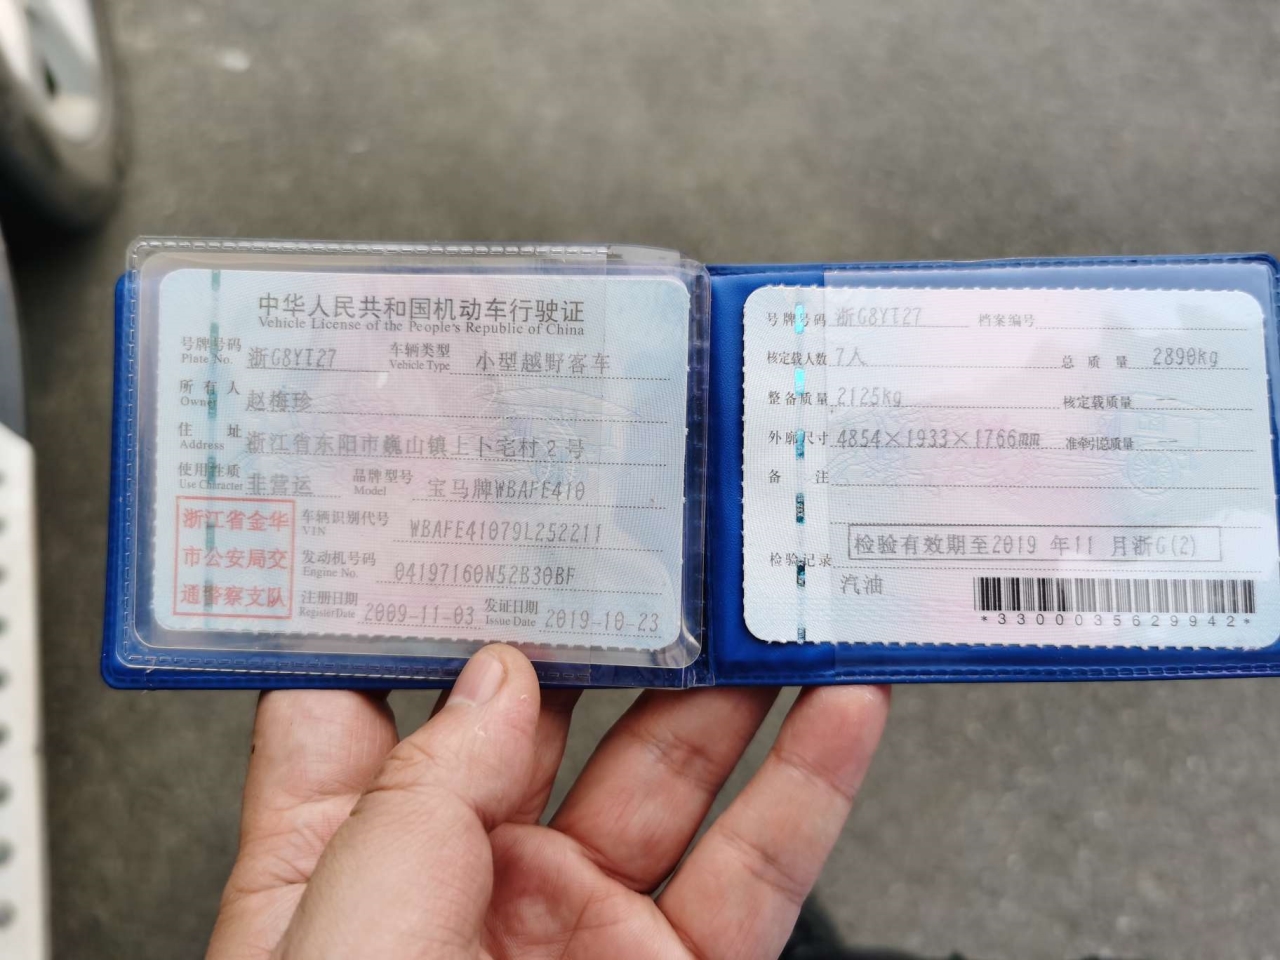 中华人民共和国机动车行驶证
Vehicle License of the People's Republic of China
号牌号码 Plate No. 浙G8YT27 车辆类型 Vehicle Type 小型越野客车
所有人 Owner 赵梅珍
住址 Address 浙江省东阳市巍山镇上卜宅村2号
使用性质 Use Character 非营运 品牌型号 Model 宝马牌WBAFE410
浙江省金华
市公安局交
通警察支队
车辆识别代号 VIN WBAFE41079L252211
发动机号码 Engine No. 04197160N52B30BF
注册日期 Register Date 2009-11-03 发证日期 Issue Date 2019-10-23
号牌号码 浙G8YT27 档案编号
核定载人数 7人 总质量 2890kg
整备质量 2125kg 核定载质量 --
外廓尺寸 4854×1933×1766mm 准牵引总质量 --
备注
检验记录 检验有效期至2019 年11 月浙G(2)
汽油
*3300035629942*